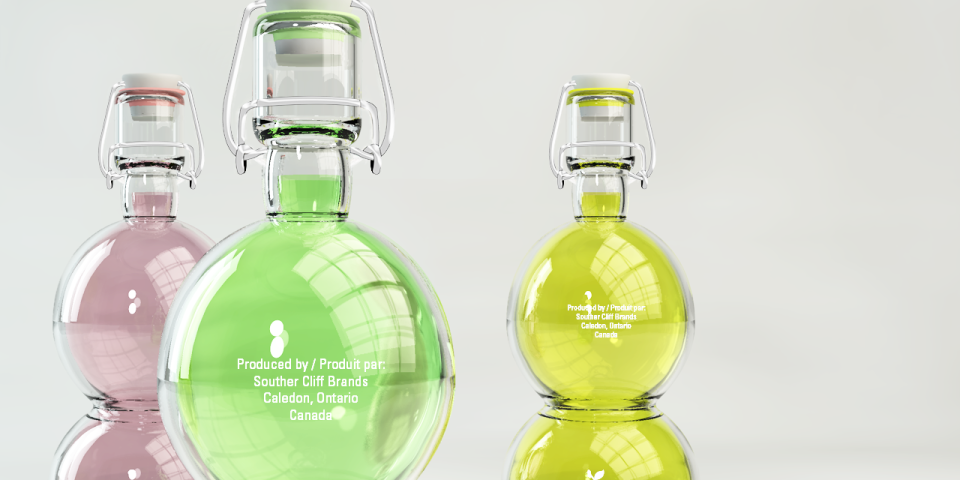 Produced by / Produit par:
Souther Cliff Brands
Caledon, Ontario
Canada
Produced by / Produit par:
Souther Cliff Brands
Caledon, Ontario
Canada